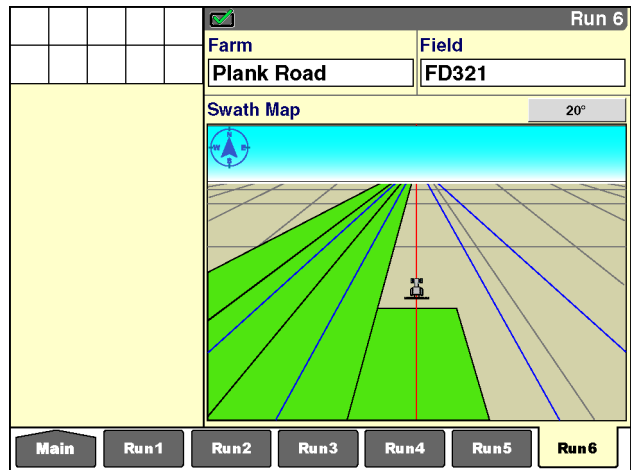 Run 6
Farm
Field
Plank Road
FD321
Swath Map
20°
N
W E
S
Main
Run1
Run2
Run3
Run4
Run5
Run6